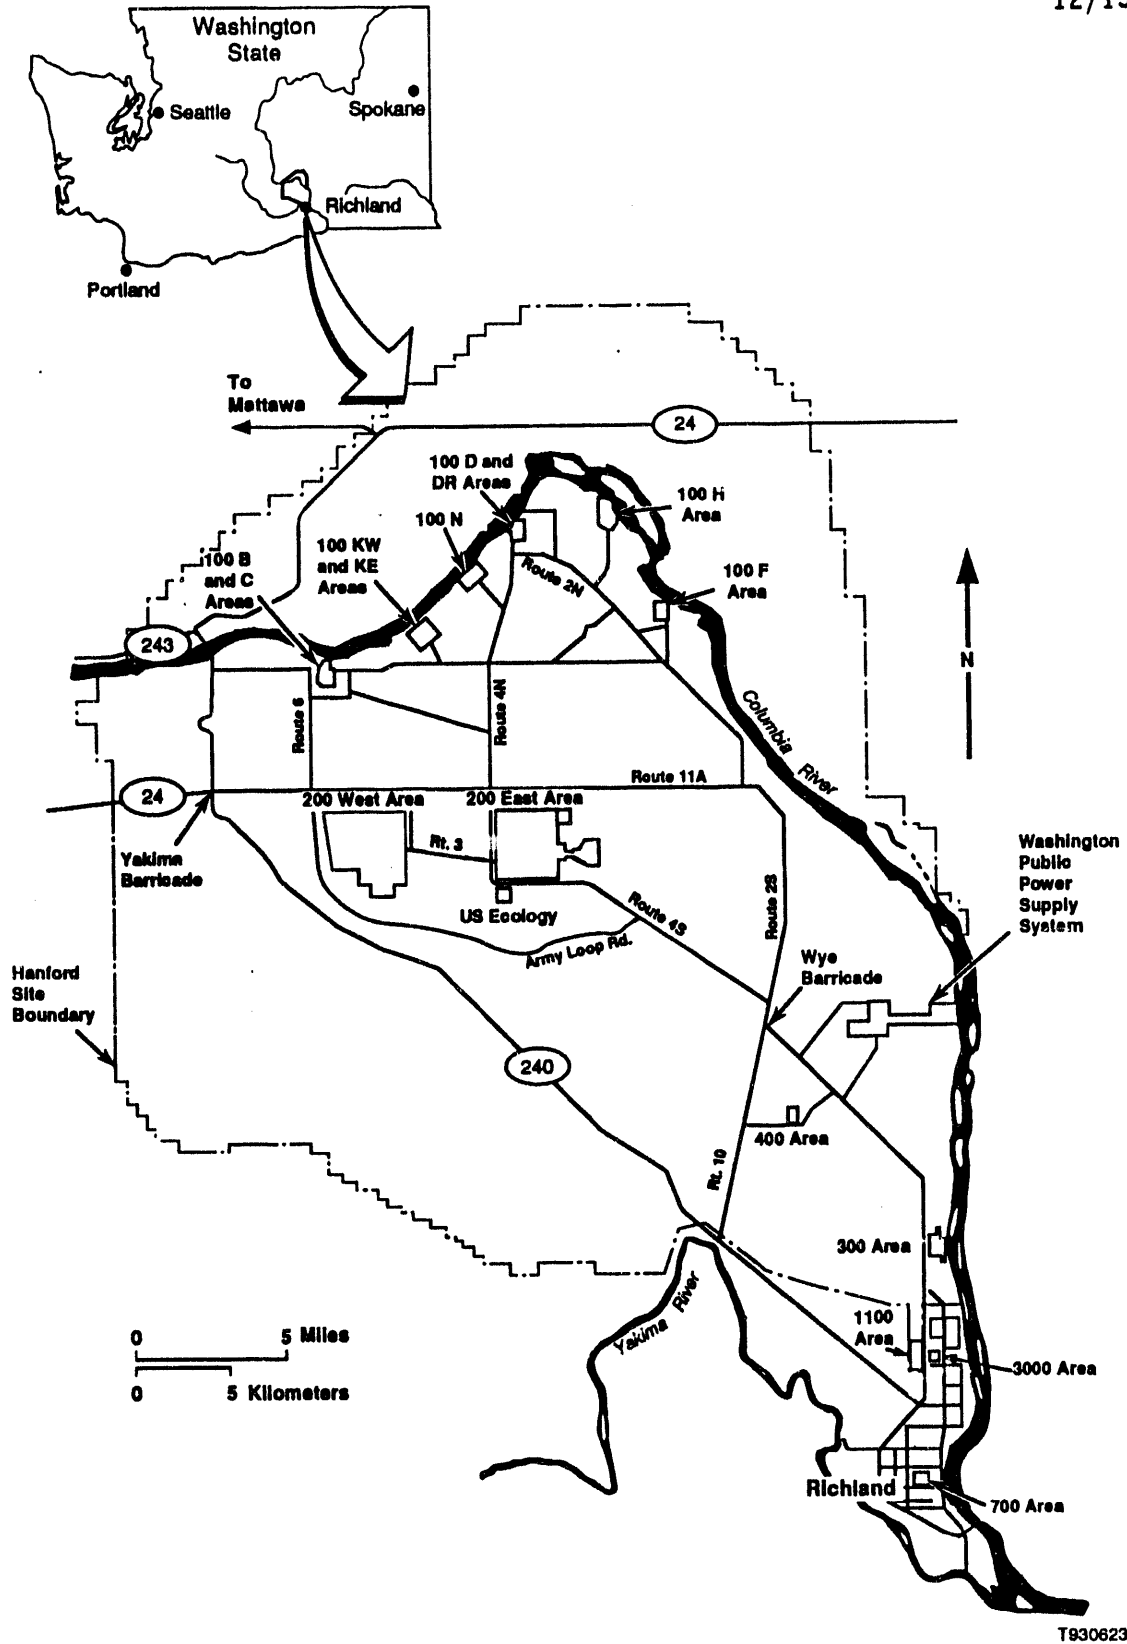 Washington
State
Seattle
Spokane
Richland
Portland
To
Mattawa
24
100 D and
DR Areas
100 H
Area
100 N
100 KW
and KE
Areas
100 B
and C
Areas
Route 2N
100 F
Area
243
N
Route 6
Route 4N
Columbia
River
Route 11A
24
200 West Area
200 East Area
Rt. 3
Yakima
Barricade
US Ecology
Route 4S
Route 2S
Army Loop Rd.
Washington
Public
Power
Supply
System
Wye
Barricade
Hanford
Site
Boundary
240
400 Area
Rt. 10
300 Area
Yakima
River
1100
Area
3000 Area
0 5 Miles
0 5 Kilometers
Richland
700 Area
T930623